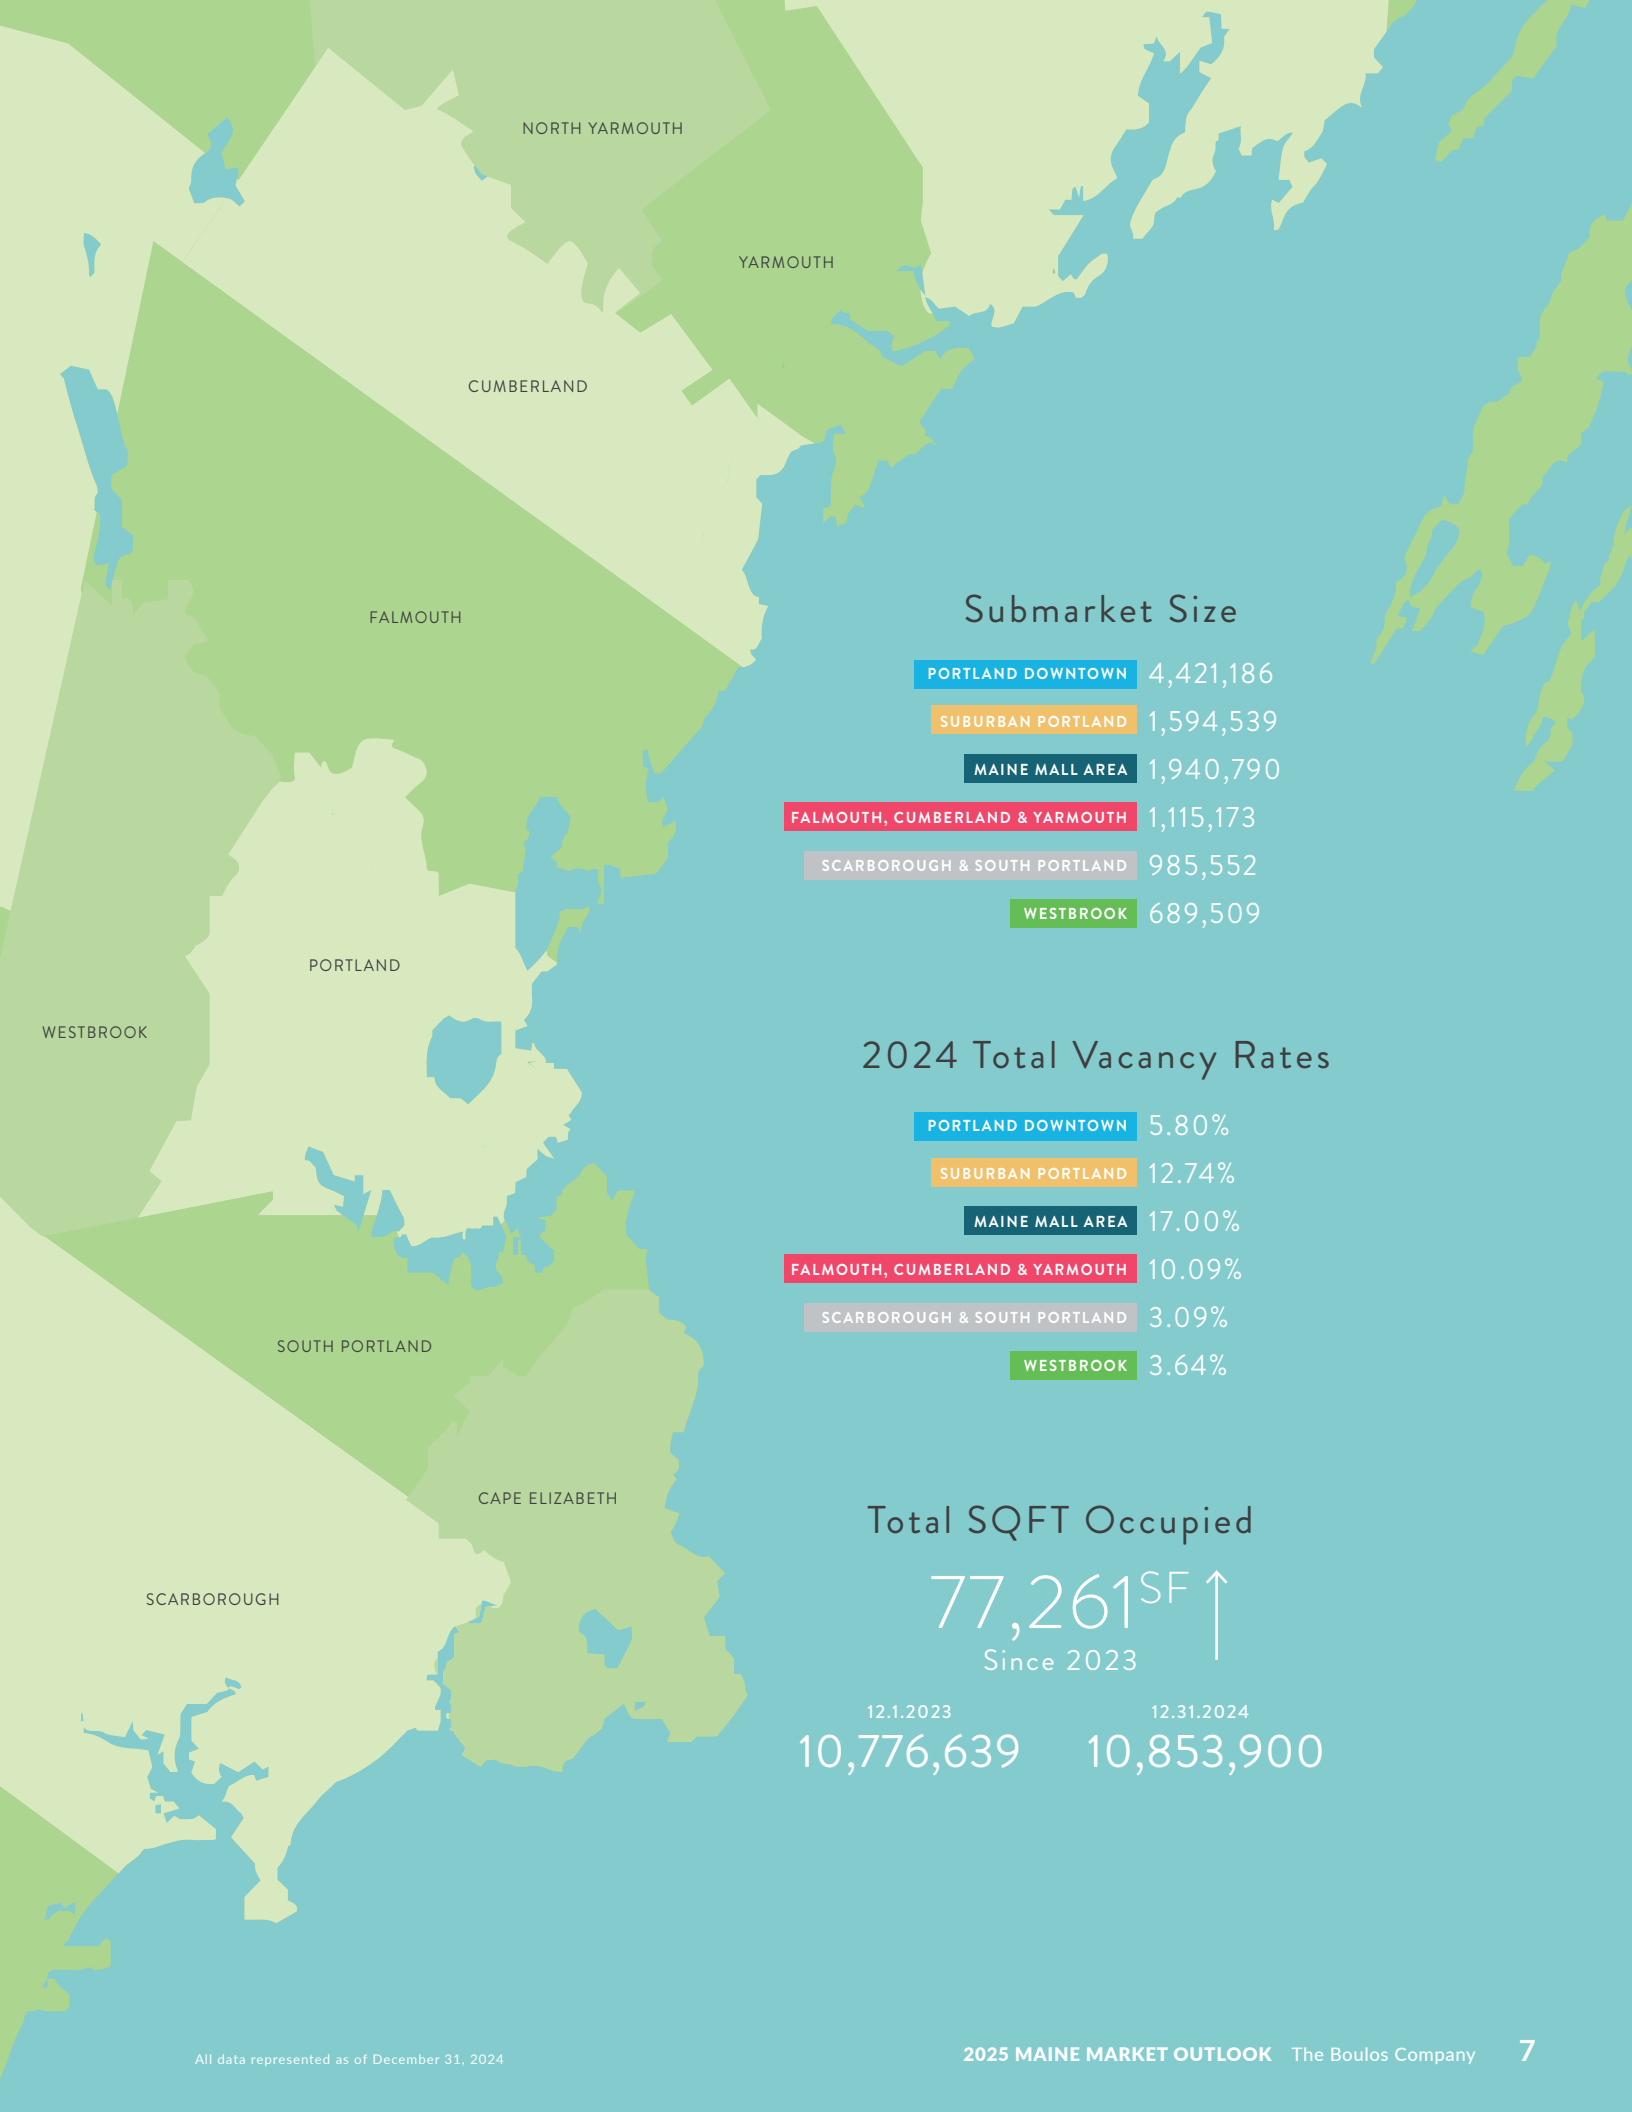 NORTH YARMOUTH
YARMOUTH
CUMBERLAND
FALMOUTH
PORTLAND
WESTBROOK
SOUTH PORTLAND
CAPE ELIZABETH
SCARBOROUGH
Submarket Size
PORTLAND DOWNTOWN 4,421,186
SUBURBAN PORTLAND 1,594,539
MAINE MALL AREA 1,940,790
FALMOUTH, CUMBERLAND & YARMOUTH 1,115,173
SCARBOROUGH & SOUTH PORTLAND 985,552
WESTBROOK 689,509
2024 Total Vacancy Rates
PORTLAND DOWNTOWN 5.80%
SUBURBAN PORTLAND 12.74%
MAINE MALL AREA 17.00%
FALMOUTH, CUMBERLAND & YARMOUTH 10.09%
SCARBOROUGH & SOUTH PORTLAND 3.09%
WESTBROOK 3.64%
Total SQFT Occupied
77,261 SF
Since 2023
12.1.2023 12.31.2024
10,776,639 10,853,900
All data represented as of December 31, 2024
2025 MAINE MARKET OUTLOOK The Boulos Company 7